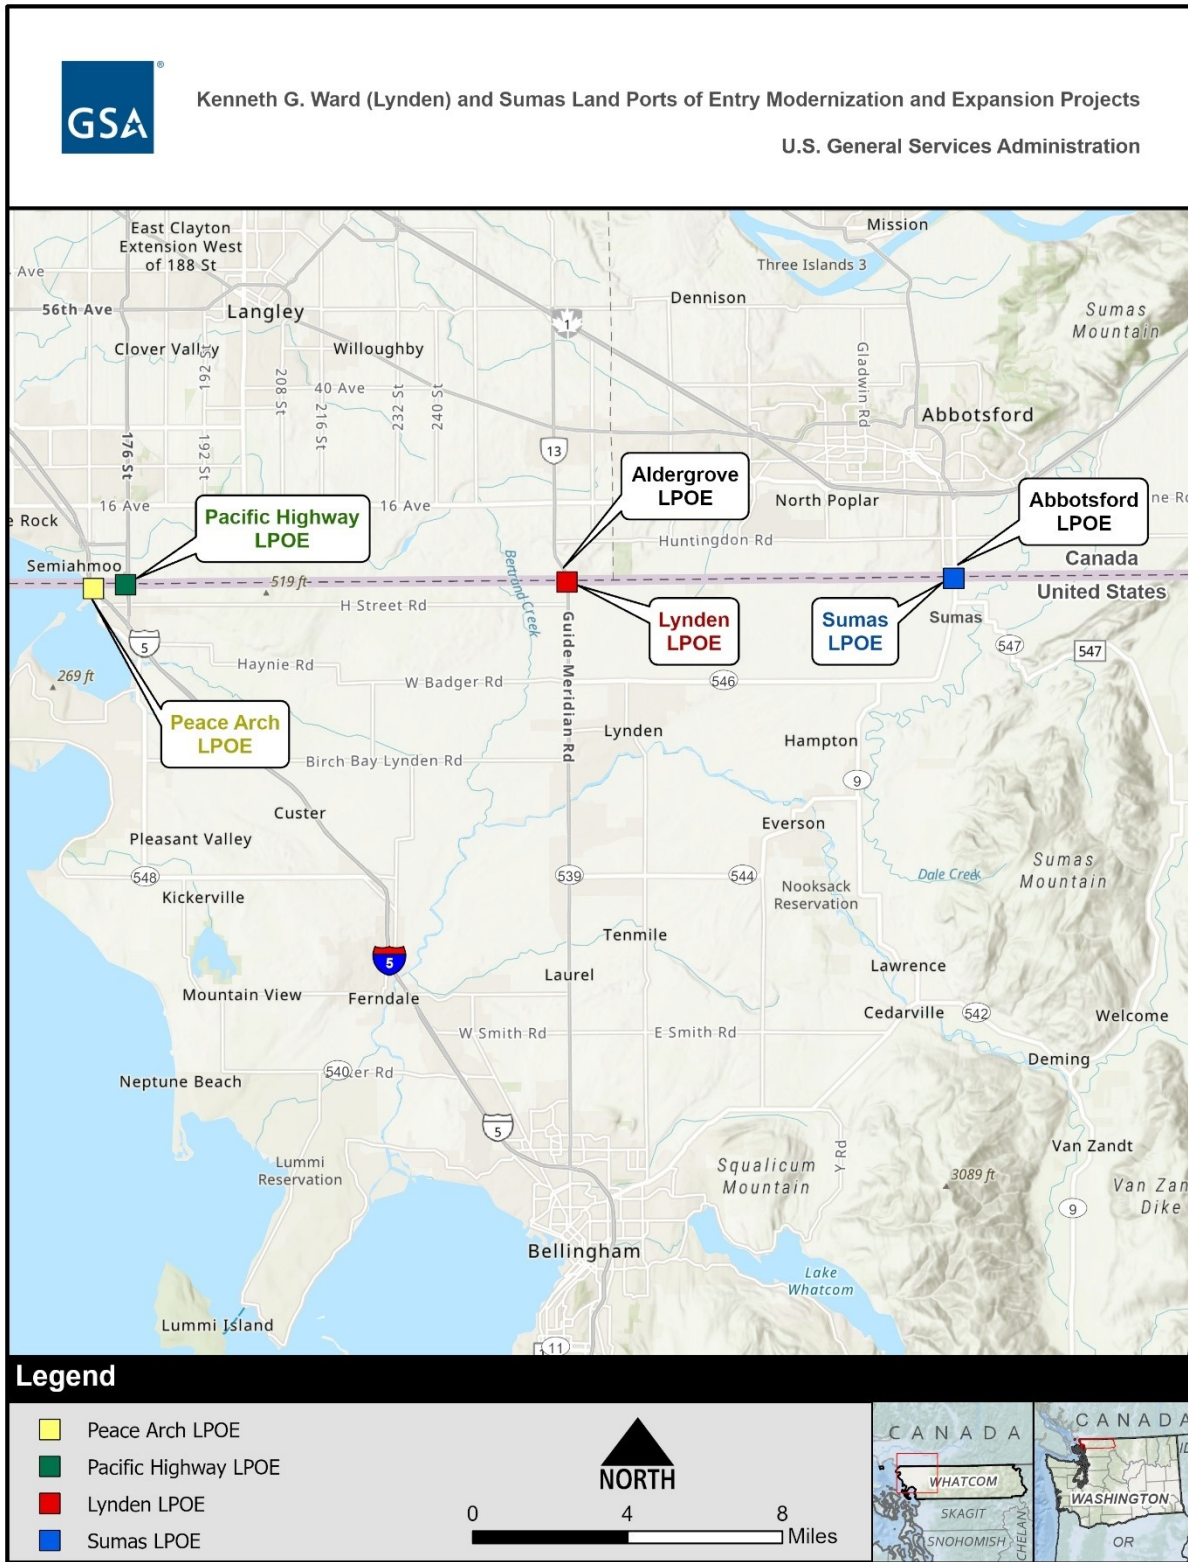 GSA
®
Kenneth G. Ward (Lynden) and Sumas Land Ports of Entry Modernization and Expansion Projects
U.S. General Services Administration
Mission
East Clayton
Extension West
of 188 St
Three Islands 3
Ave
56th Ave
Langley
Dennison
Sumas
Mountain
1
Clover Valley
Willoughby
192 St
208 St
216 St
40 Ave
232 St
240 St
Gladwin Rd
Abbotsford
176 St
192 St
13
Aldergrove
LPOE
16 Ave
16 Ave
North Poplar
Abbotsford
LPOE
ne Rd
e Rock
Pacific Highway
LPOE
Huntingdon Rd
Semiahmoo
Bertrand Creek
Canada
519 ft
United States
H Street Rd
Guide Meridian Rd
Lynden
LPOE
Sumas
LPOE
Sumas
5
547
547
Haynie Rd
269 ft
W Badger Rd
546
Peace Arch
LPOE
Lynden
Hampton
Birch Bay Lynden Rd
9
Custer
Everson
Pleasant Valley
548
539
544
Dale Creek
Sumas
Mountain
Kickerville
Nooksack
Reservation
Tenmile
5
Laurel
Lawrence
Mountain View
Ferndale
Cedarville
542
Welcome
W Smith Rd
E Smith Rd
Deming
540
er Rd
Neptune Beach
5
Van Zandt
Y Rd
Lummi
Reservation
Squalicum
Mountain
3089 ft
Van Zan
Dike
9
Bellingham
Lake
Whatcom
Lummi Island
11
Legend
Peace Arch LPOE
Pacific Highway LPOE
Lynden LPOE
Sumas LPOE
NORTH
0 4 8
Miles
CANADA
WHATCOM
SKAGIT
SNOHOMISH
CHELAN
CANADA
ID
WASHINGTON
OR